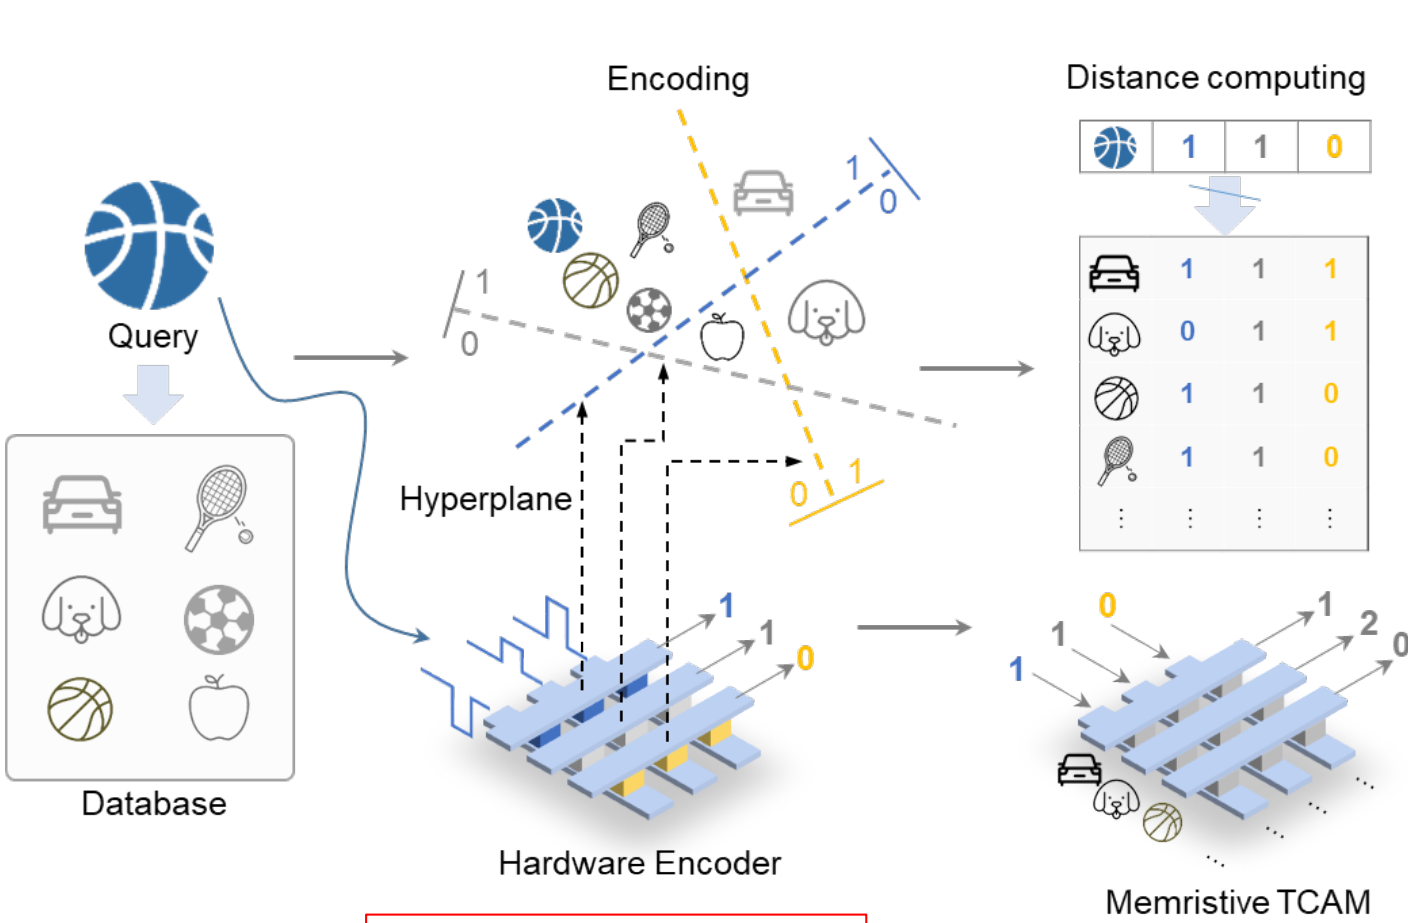 Encoding
Distance computing
1 1 0
1
0
1 1 1
1
0
0 1 1
1 1 0
1 1 0
⋮ ⋮ ⋮ ⋮
Query
Hyperplane
0 1
1
1
0
0
1
1
1
2
0
Database
Hardware Encoder
...
...
...
...
Memristive TCAM